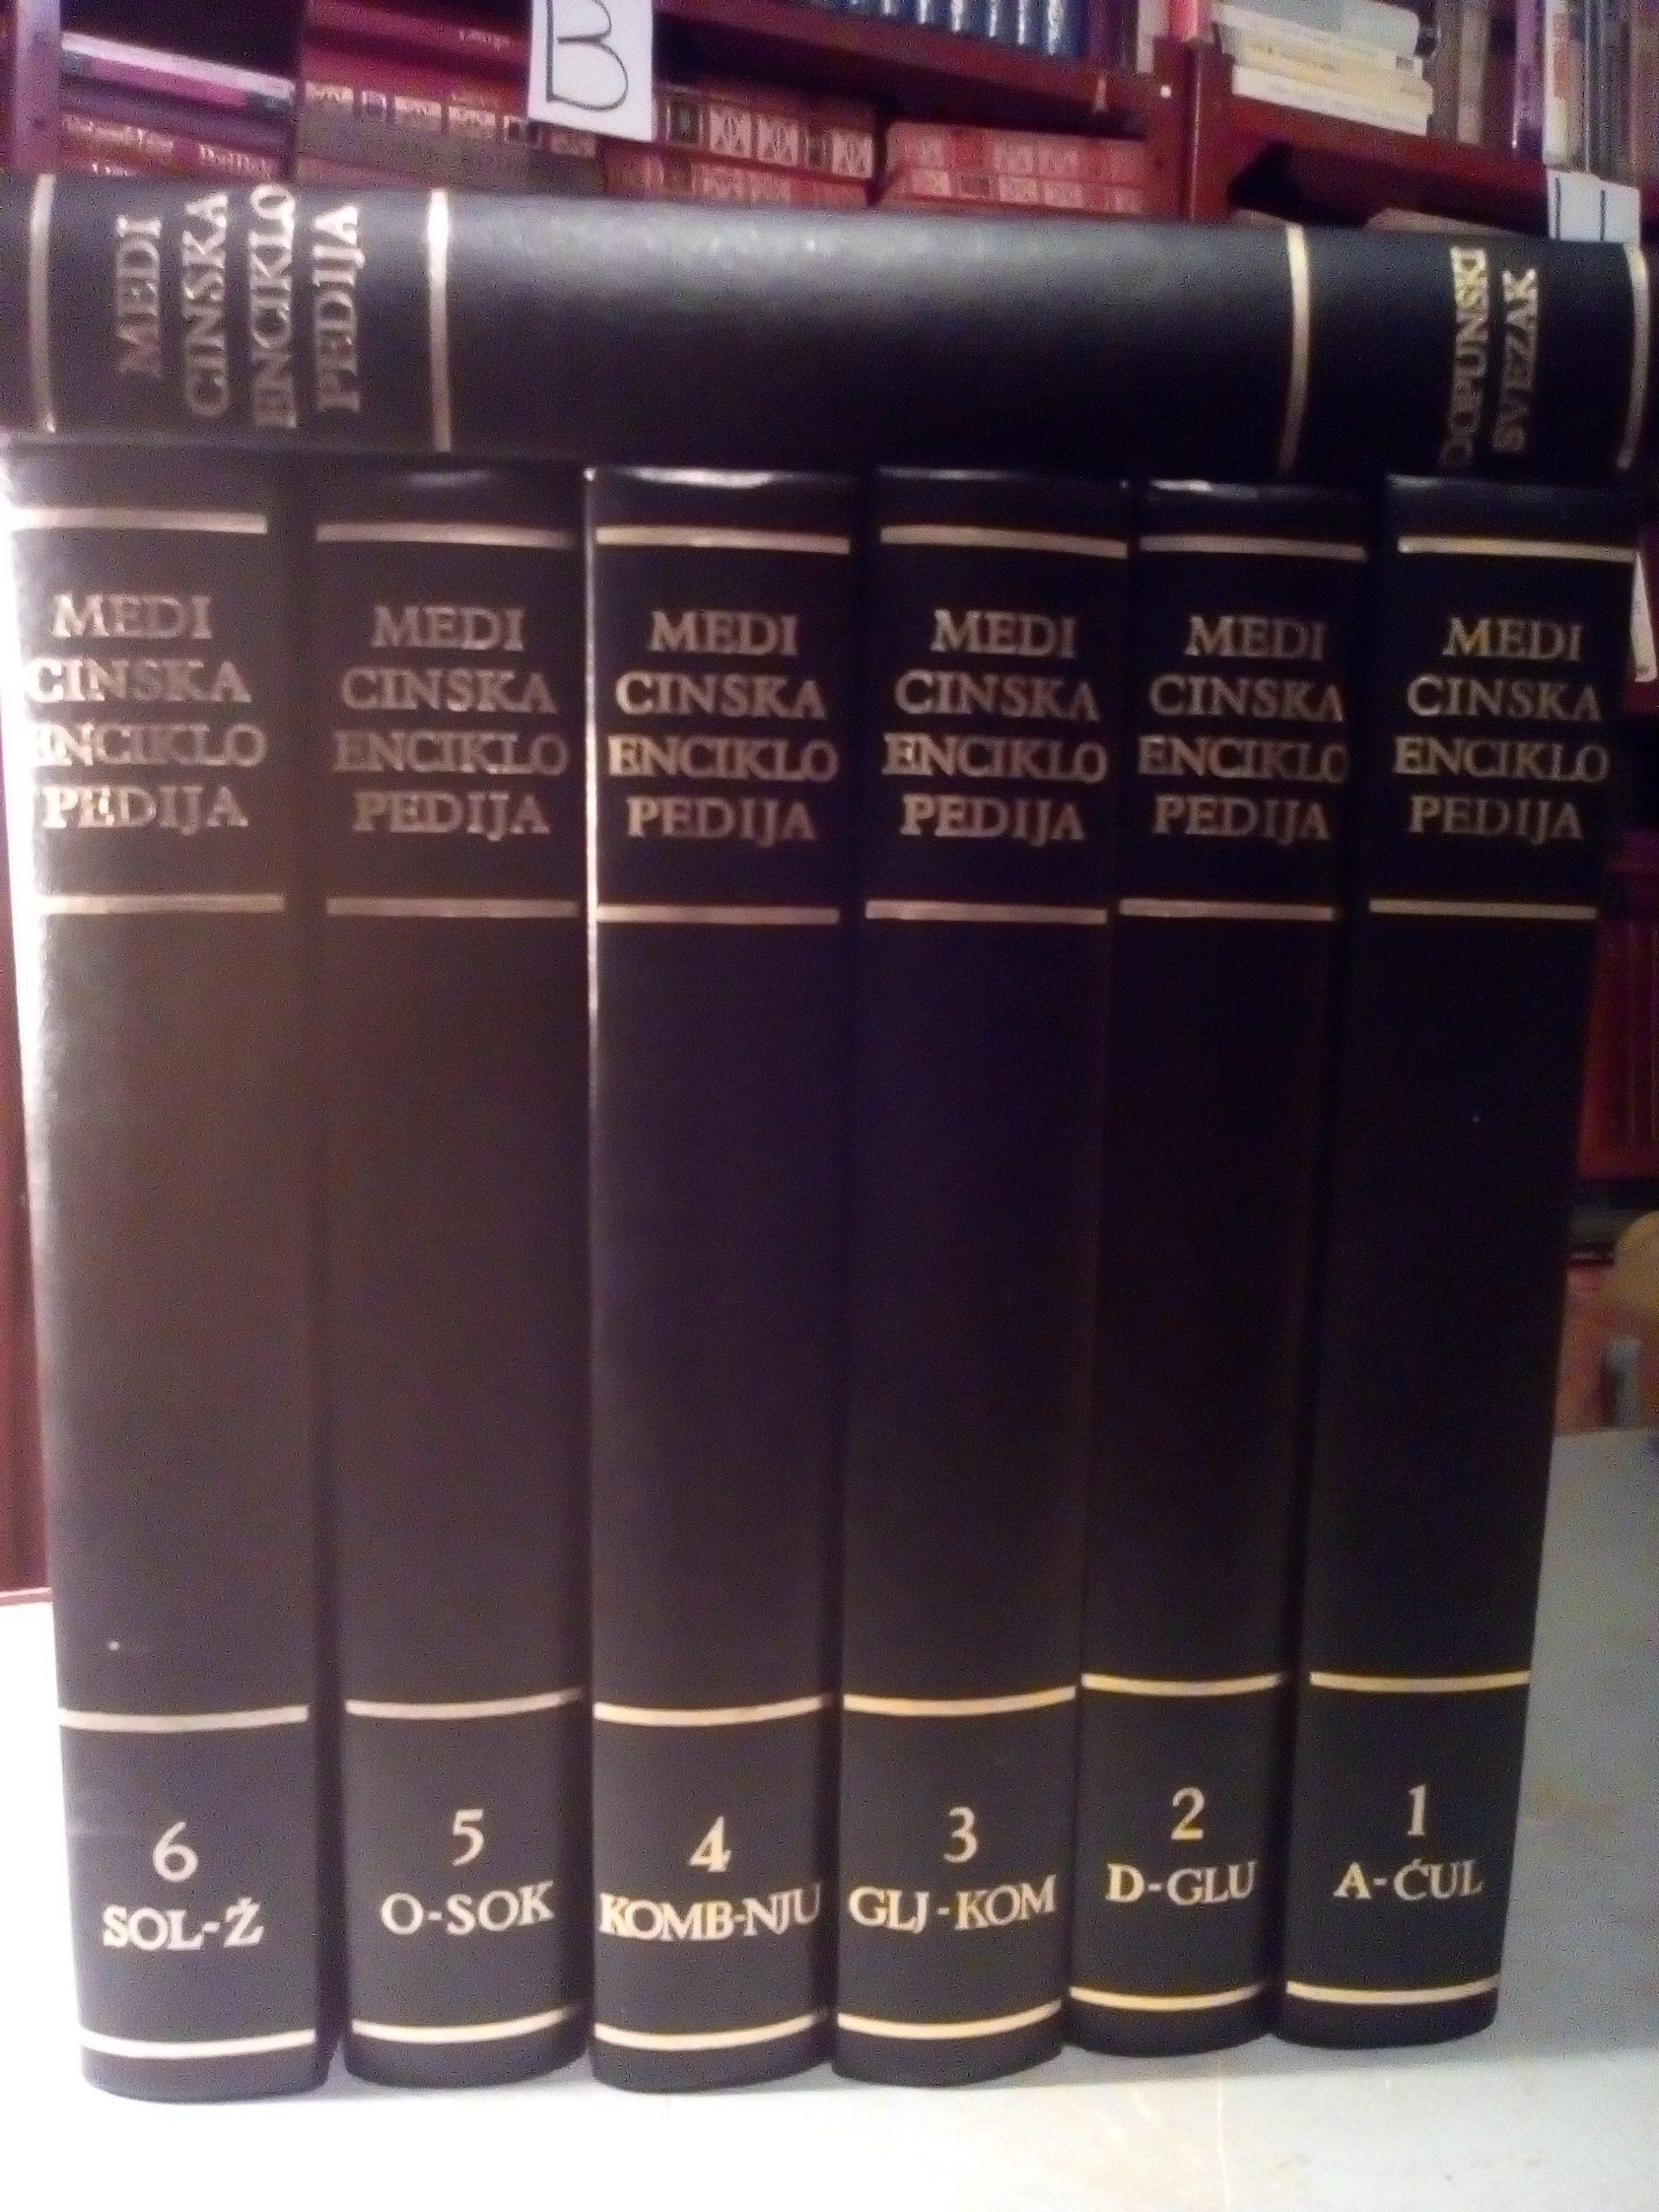 B
MEDI
CINSKA
ENCIKLO
PEDIJA
DOPUNSKI
SVEZAK
MEDI
CINSKA
ENCIKLO
PEDIJA
6
SOL-Ž
MEDI
CINSKA
ENCIKLO
PEDIJA
5
O-SOK
MEDI
CINSKA
ENCIKLO
PEDIJA
4
KOMB-NJU
MEDI
CINSKA
ENCIKLO
PEDIJA
3
GLJ-KOM
MEDI
CINSKA
ENCIKLO
PEDIJA
2
D-GLU
MEDI
CINSKA
ENCIKLO
PEDIJA
1
A-ĆUL